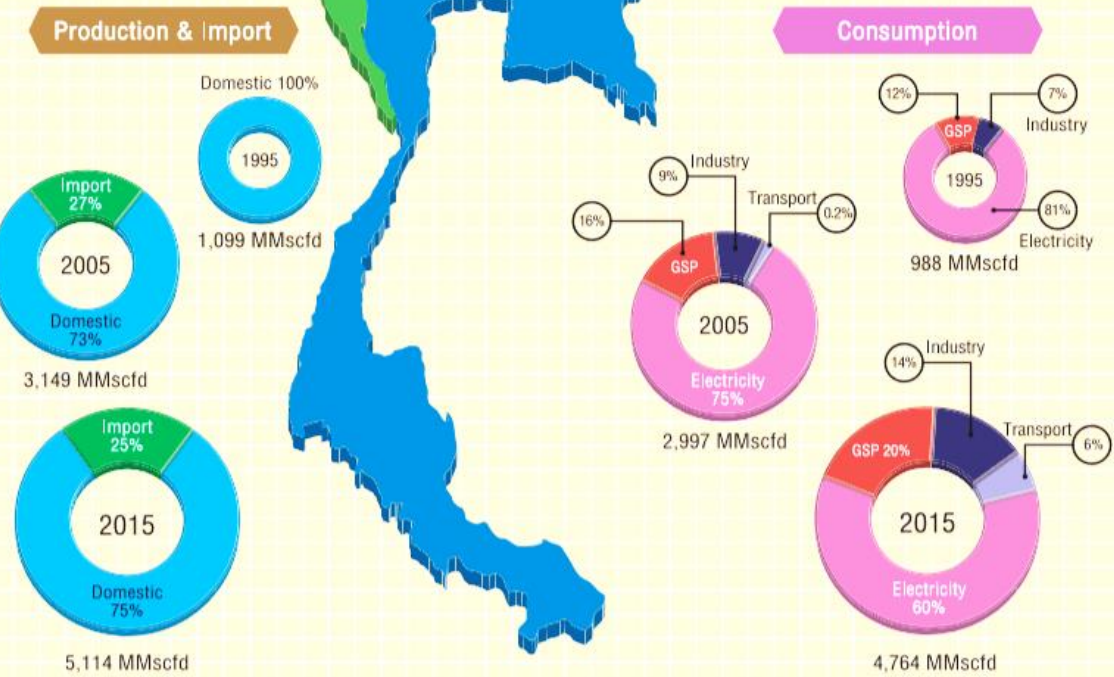 Production & Import
Domestic 100%
1995
1,099 MMscfd
Import
27%
2005
Domestic
73%
3,149 MMscfd
Import
25%
2015
Domestic
75%
5,114 MMscfd
Consumption
12%
7%
Industry
GSP
1995
81%
Electricity
988 MMscfd
Industry
9%
Transport
0.2%
16%
GSP
2005
Electricity
75%
2,997 MMscfd
Industry
14%
Transport
6%
GSP 20%
2015
Electricity
60%
4,764 MMscfd